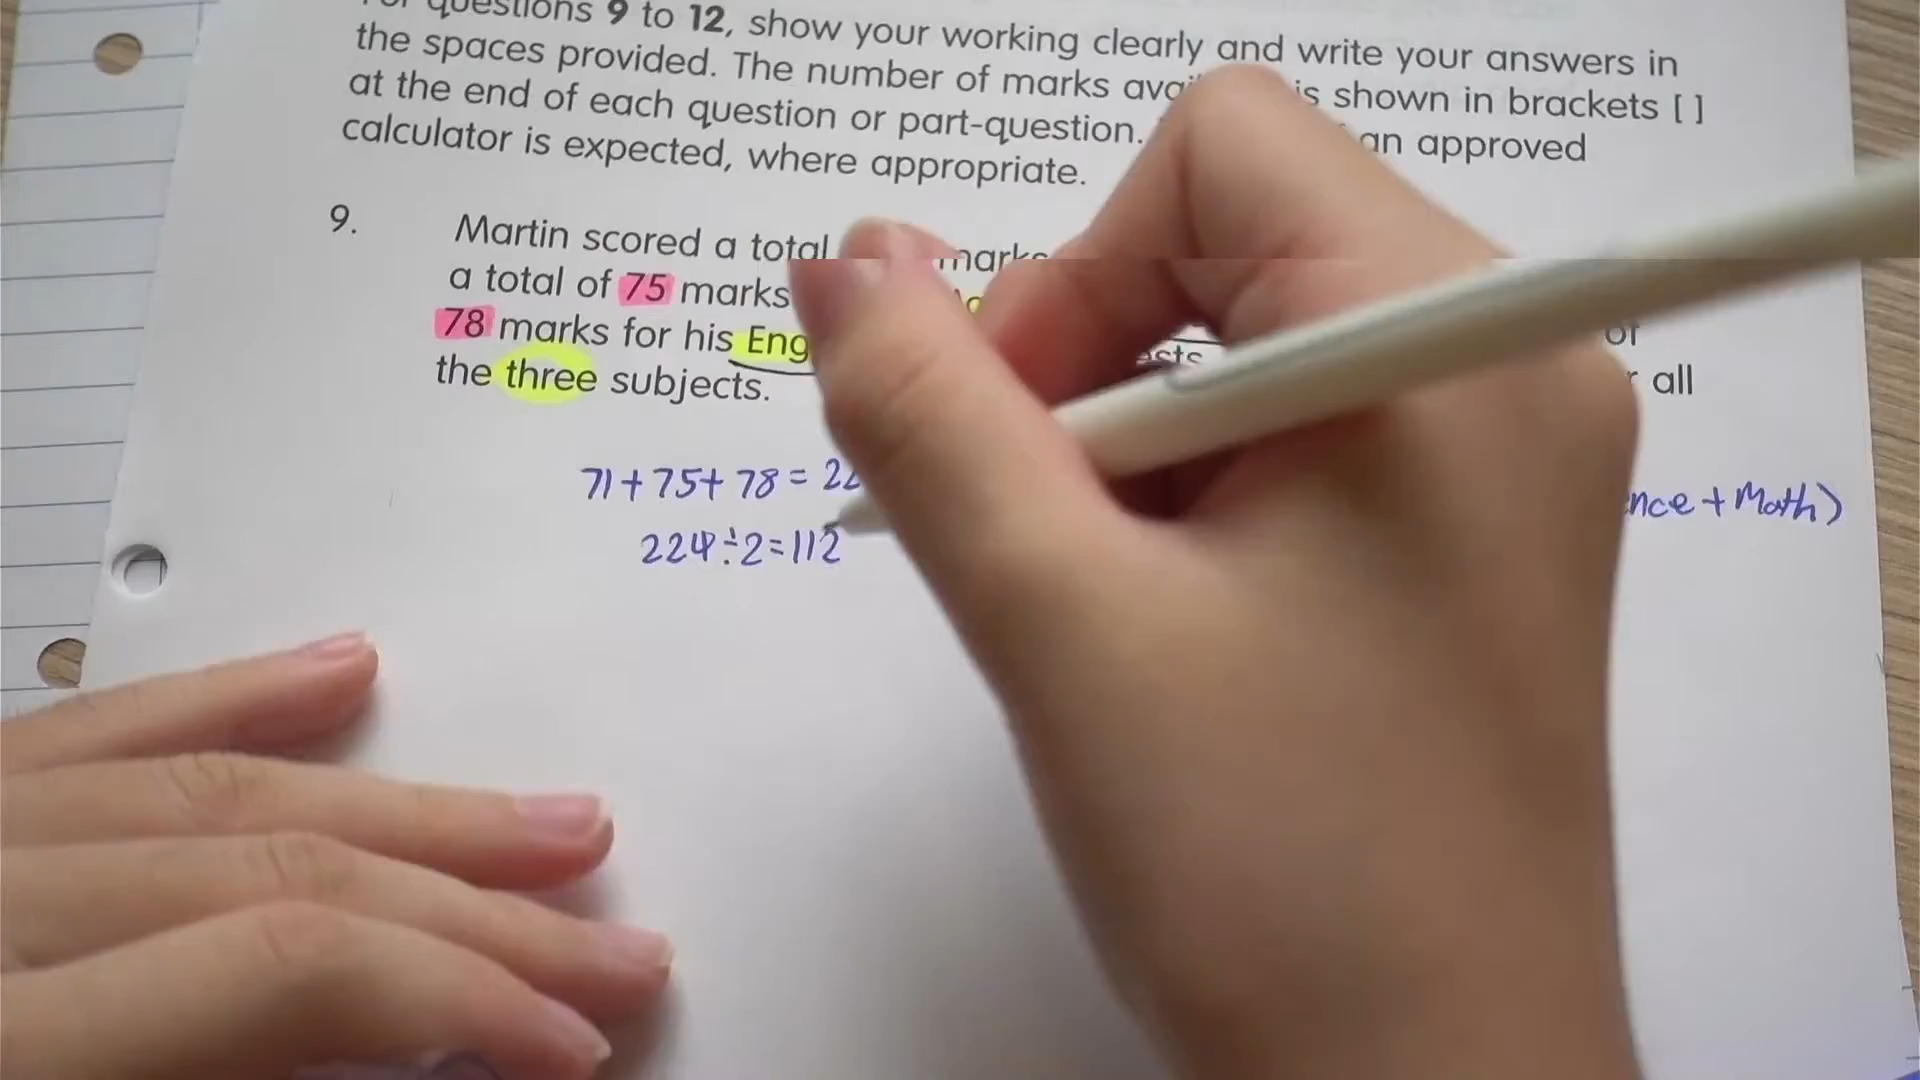 questions 9 to 12, show your working clearly and write your answers in
the spaces provided. The number of marks is shown in brackets [ ]
at the end of each question or part-question. an approved
calculator is expected, where appropriate.
9. Martin scored a total marks
a total of 75 marks
78 marks for his Eng of
the three subjects. all
71+75+78=22 +Math)
224÷2=112